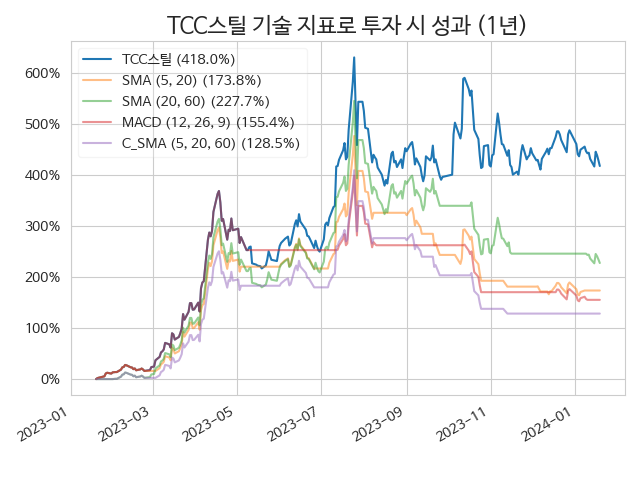 TCC스틸 기술 지표로 투자 시 성과 (1년)
TCC스틸 (418.0%)
SMA (5, 20) (173.8%)
SMA (20, 60) (227.7%)
MACD (12, 26, 9) (155.4%)
C_SMA (5, 20, 60) (128.5%)
600%
500%
400%
300%
200%
100%
0%
2023-01
2023-03
2023-05
2023-07
2023-09
2023-11
2024-01